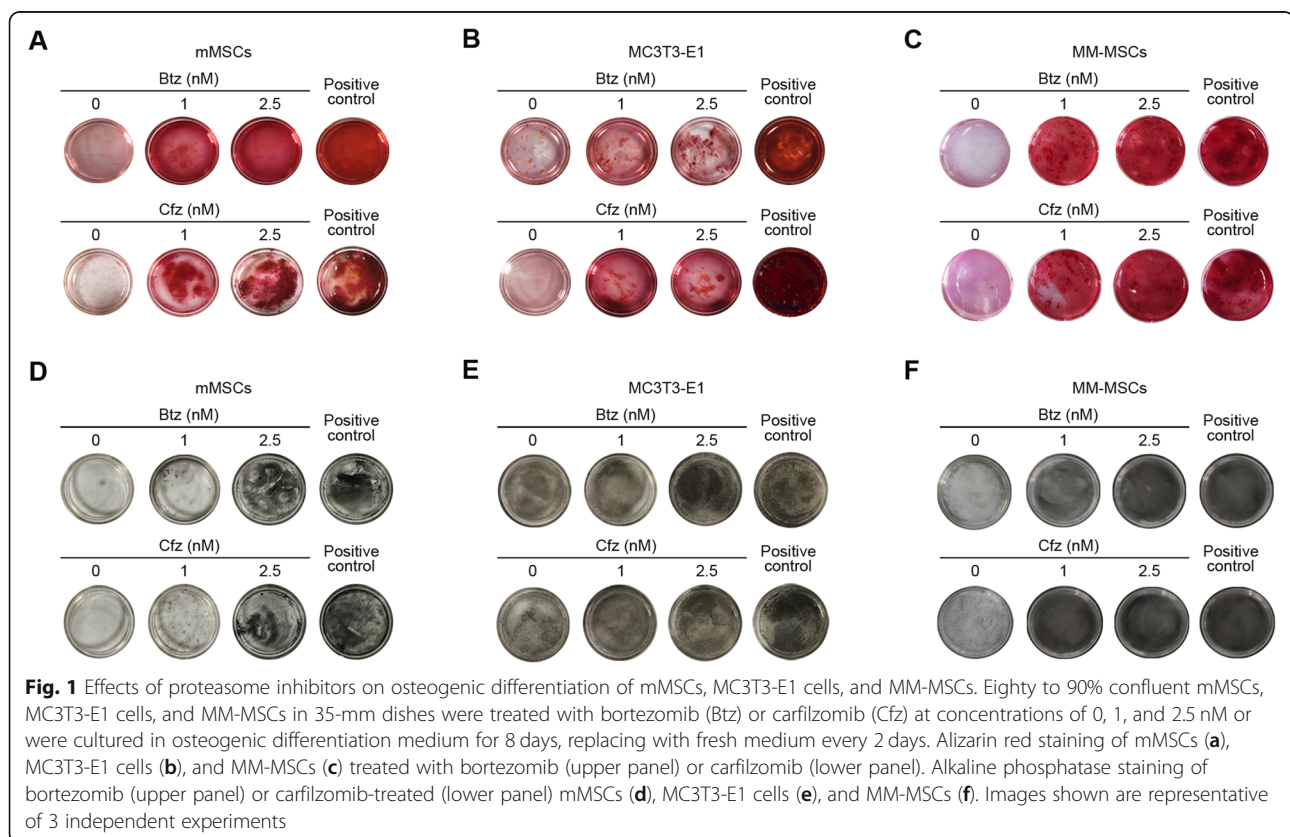 A
mMSCs
Btz (nM)
Positive control
0 1 2.5
Cfz (nM)
Positive control
0 1 2.5
B
MC3T3-E1
Btz (nM)
Positive control
0 1 2.5
Cfz (nM)
Positive control
0 1 2.5
C
MM-MSCs
Btz (nM)
Positive control
0 1 2.5
Cfz (nM)
Positive control
0 1 2.5
D
mMSCs
Btz (nM)
Positive control
0 1 2.5
Cfz (nM)
Positive control
0 1 2.5
E
MC3T3-E1
Btz (nM)
Positive control
0 1 2.5
Cfz (nM)
Positive control
0 1 2.5
F
MM-MSCs
Btz (nM)
Positive control
0 1 2.5
Cfz (nM)
Positive control
0 1 2.5
Fig. 1 Effects of proteasome inhibitors on osteogenic differentiation of mMSCs, MC3T3-E1 cells, and MM-MSCs. Eighty to 90% confluent mMSCs,
MC3T3-E1 cells, and MM-MSCs in 35-mm dishes were treated with bortezomib (Btz) or carfilzomib (Cfz) at concentrations of 0, 1, and 2.5 nM or
were cultured in osteogenic differentiation medium for 8 days, replacing with fresh medium every 2 days. Alizarin red staining of mMSCs (a),
MC3T3-E1 cells (b), and MM-MSCs (c) treated with bortezomib (upper panel) or carfilzomib (lower panel). Alkaline phosphatase staining of
bortezomib (upper panel) or carfilzomib-treated (lower panel) mMSCs (d), MC3T3-E1 cells (e), and MM-MSCs (f). Images shown are representative
of 3 independent experiments